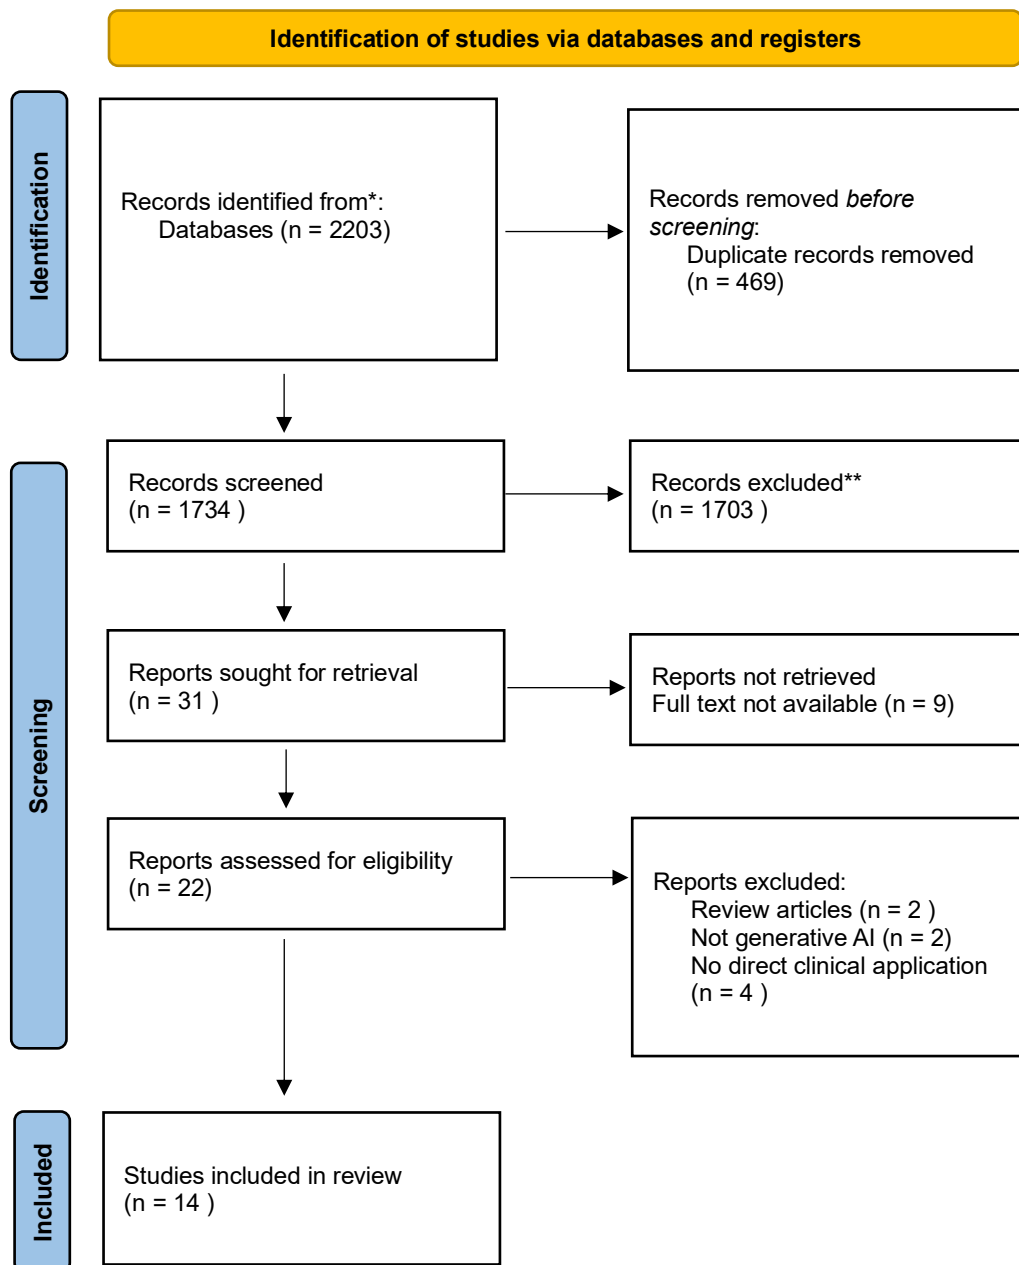 Identification of studies via databases and registers
Identification
Records identified from*:
Databases (n = 2203)
Records removed before
screening:
Duplicate records removed
(n = 469)
Screening
Records screened
(n = 1734 )
Records excluded**
(n = 1703 )
Reports sought for retrieval
(n = 31 )
Reports not retrieved
Full text not available (n = 9)
Reports assessed for eligibility
(n = 22)
Reports excluded:
Review articles (n = 2 )
Not generative AI (n = 2)
No direct clinical application
(n = 4 )
Included
Studies included in review
(n = 14 )